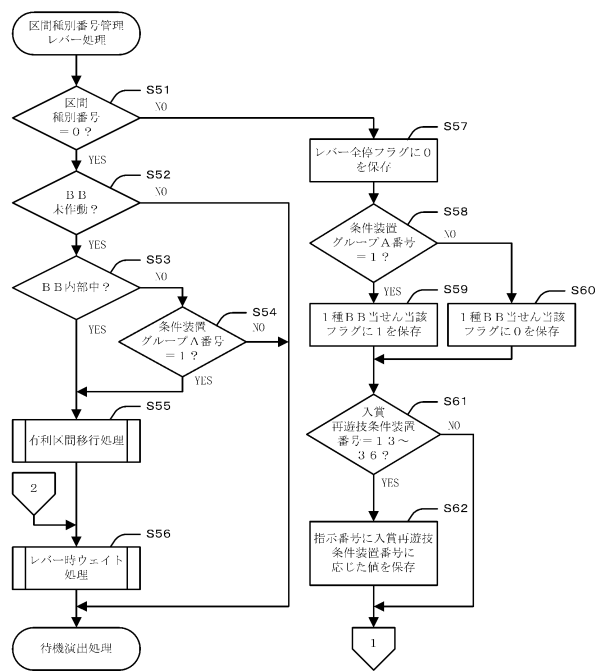 区間種別番号管理
レバー処理
S51
区間
種別番号
＝０？
NO
YES
S52
ＢＢ
未作動？
NO
YES
S53
ＢＢ内部中？
NO
YES
S54
条件装置
グループＡ番号
＝１？
NO
YES
S55
有利区間移行処理
2
S56
レバー時ウェイト
処理
待機演出処理
S57
レバー全停フラグに０
を保存
S58
条件装置
グループＡ番号
＝１？
NO
YES
S59
１種ＢＢ当せん当該
フラグに１を保存
S60
１種ＢＢ当せん当該
フラグに０を保存
S61
入賞
再遊技条件装置
番号＝１３～
３６？
NO
YES
S62
指示番号に入賞再遊技
条件装置番号に
応じた値を保存
1